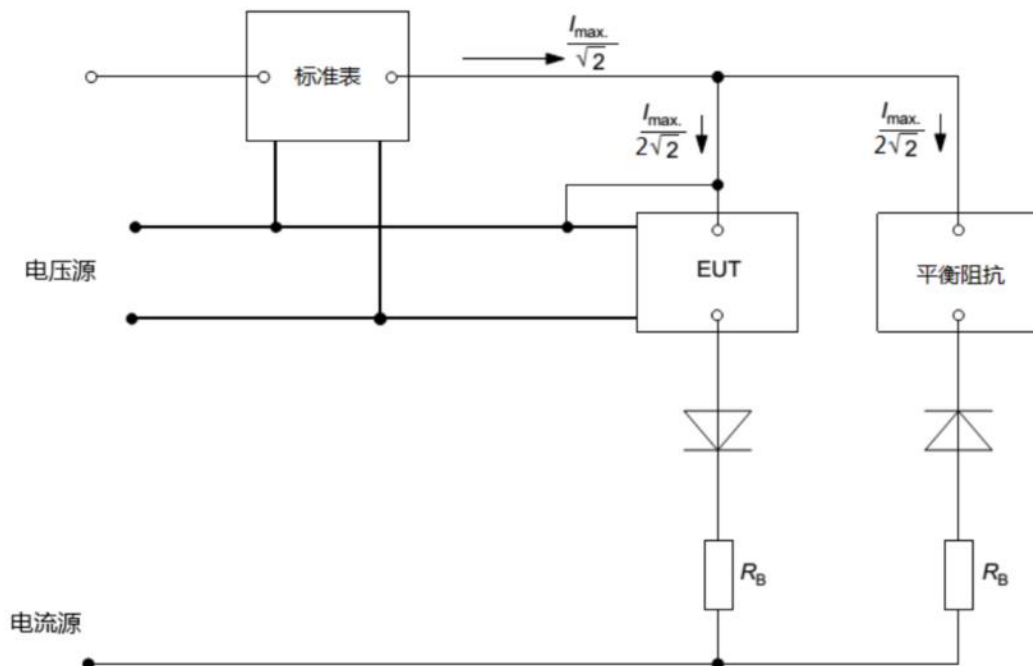 标准表
I_max. / √2
I_max. / 2√2
I_max. / 2√2
电压源
EUT
平衡阻抗
R_B
R_B
电流源